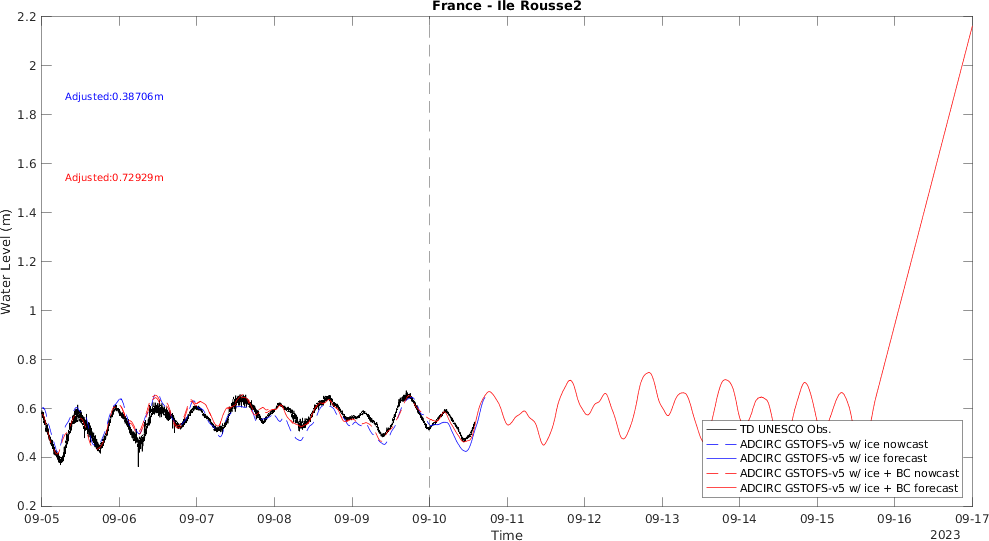 France - Ile Rousse2
2.2
2
1.8
1.6
1.4
1.2
1
0.8
0.6
0.4
0.2
Water Level (m)
Adjusted:0.38706m
Adjusted:0.72929m
TD UNESCO Obs.
ADCIRC GSTOFS-v5 w/ ice nowcast
ADCIRC GSTOFS-v5 w/ ice forecast
ADCIRC GSTOFS-v5 w/ ice + BC nowcast
ADCIRC GSTOFS-v5 w/ ice + BC forecast
09-05 09-06 09-07 09-08 09-09 09-10 09-11 09-12 09-13 09-14 09-15 09-16 09-17
Time
2023